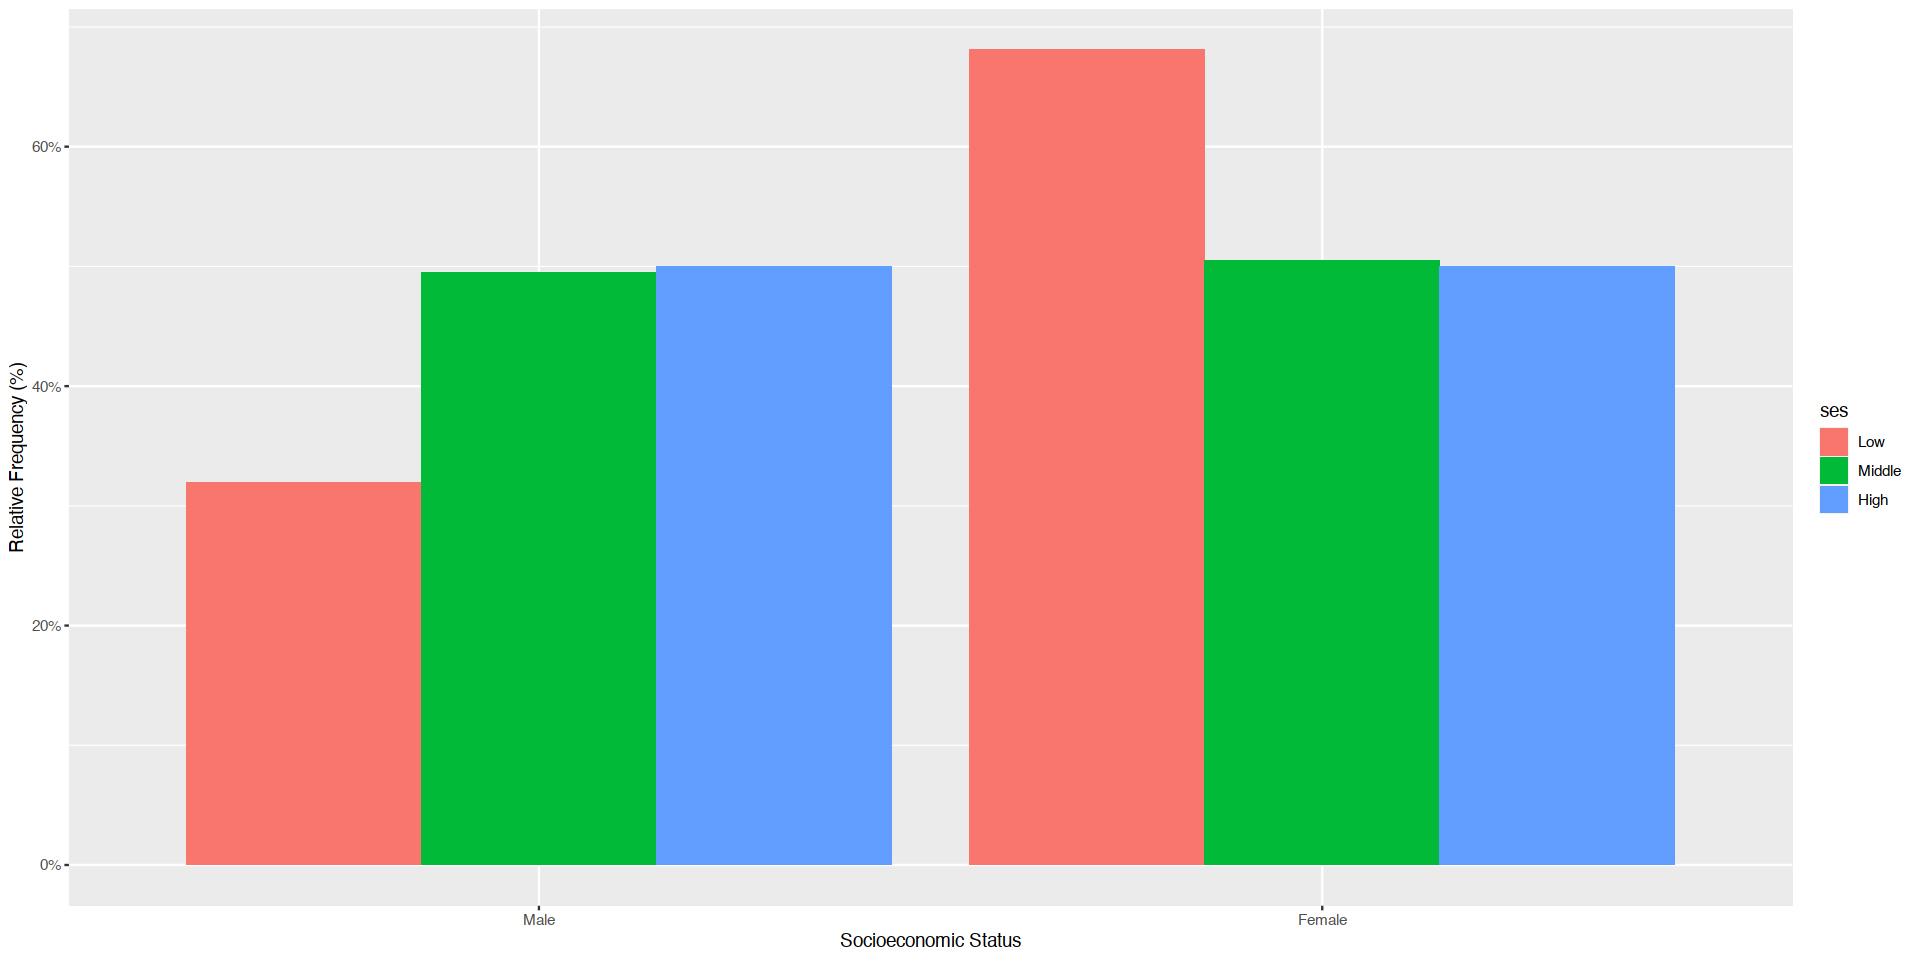 Relative Frequency (%)
60%
40%
20%
0%
Male
Female
Socioeconomic Status
ses
Low
Middle
High